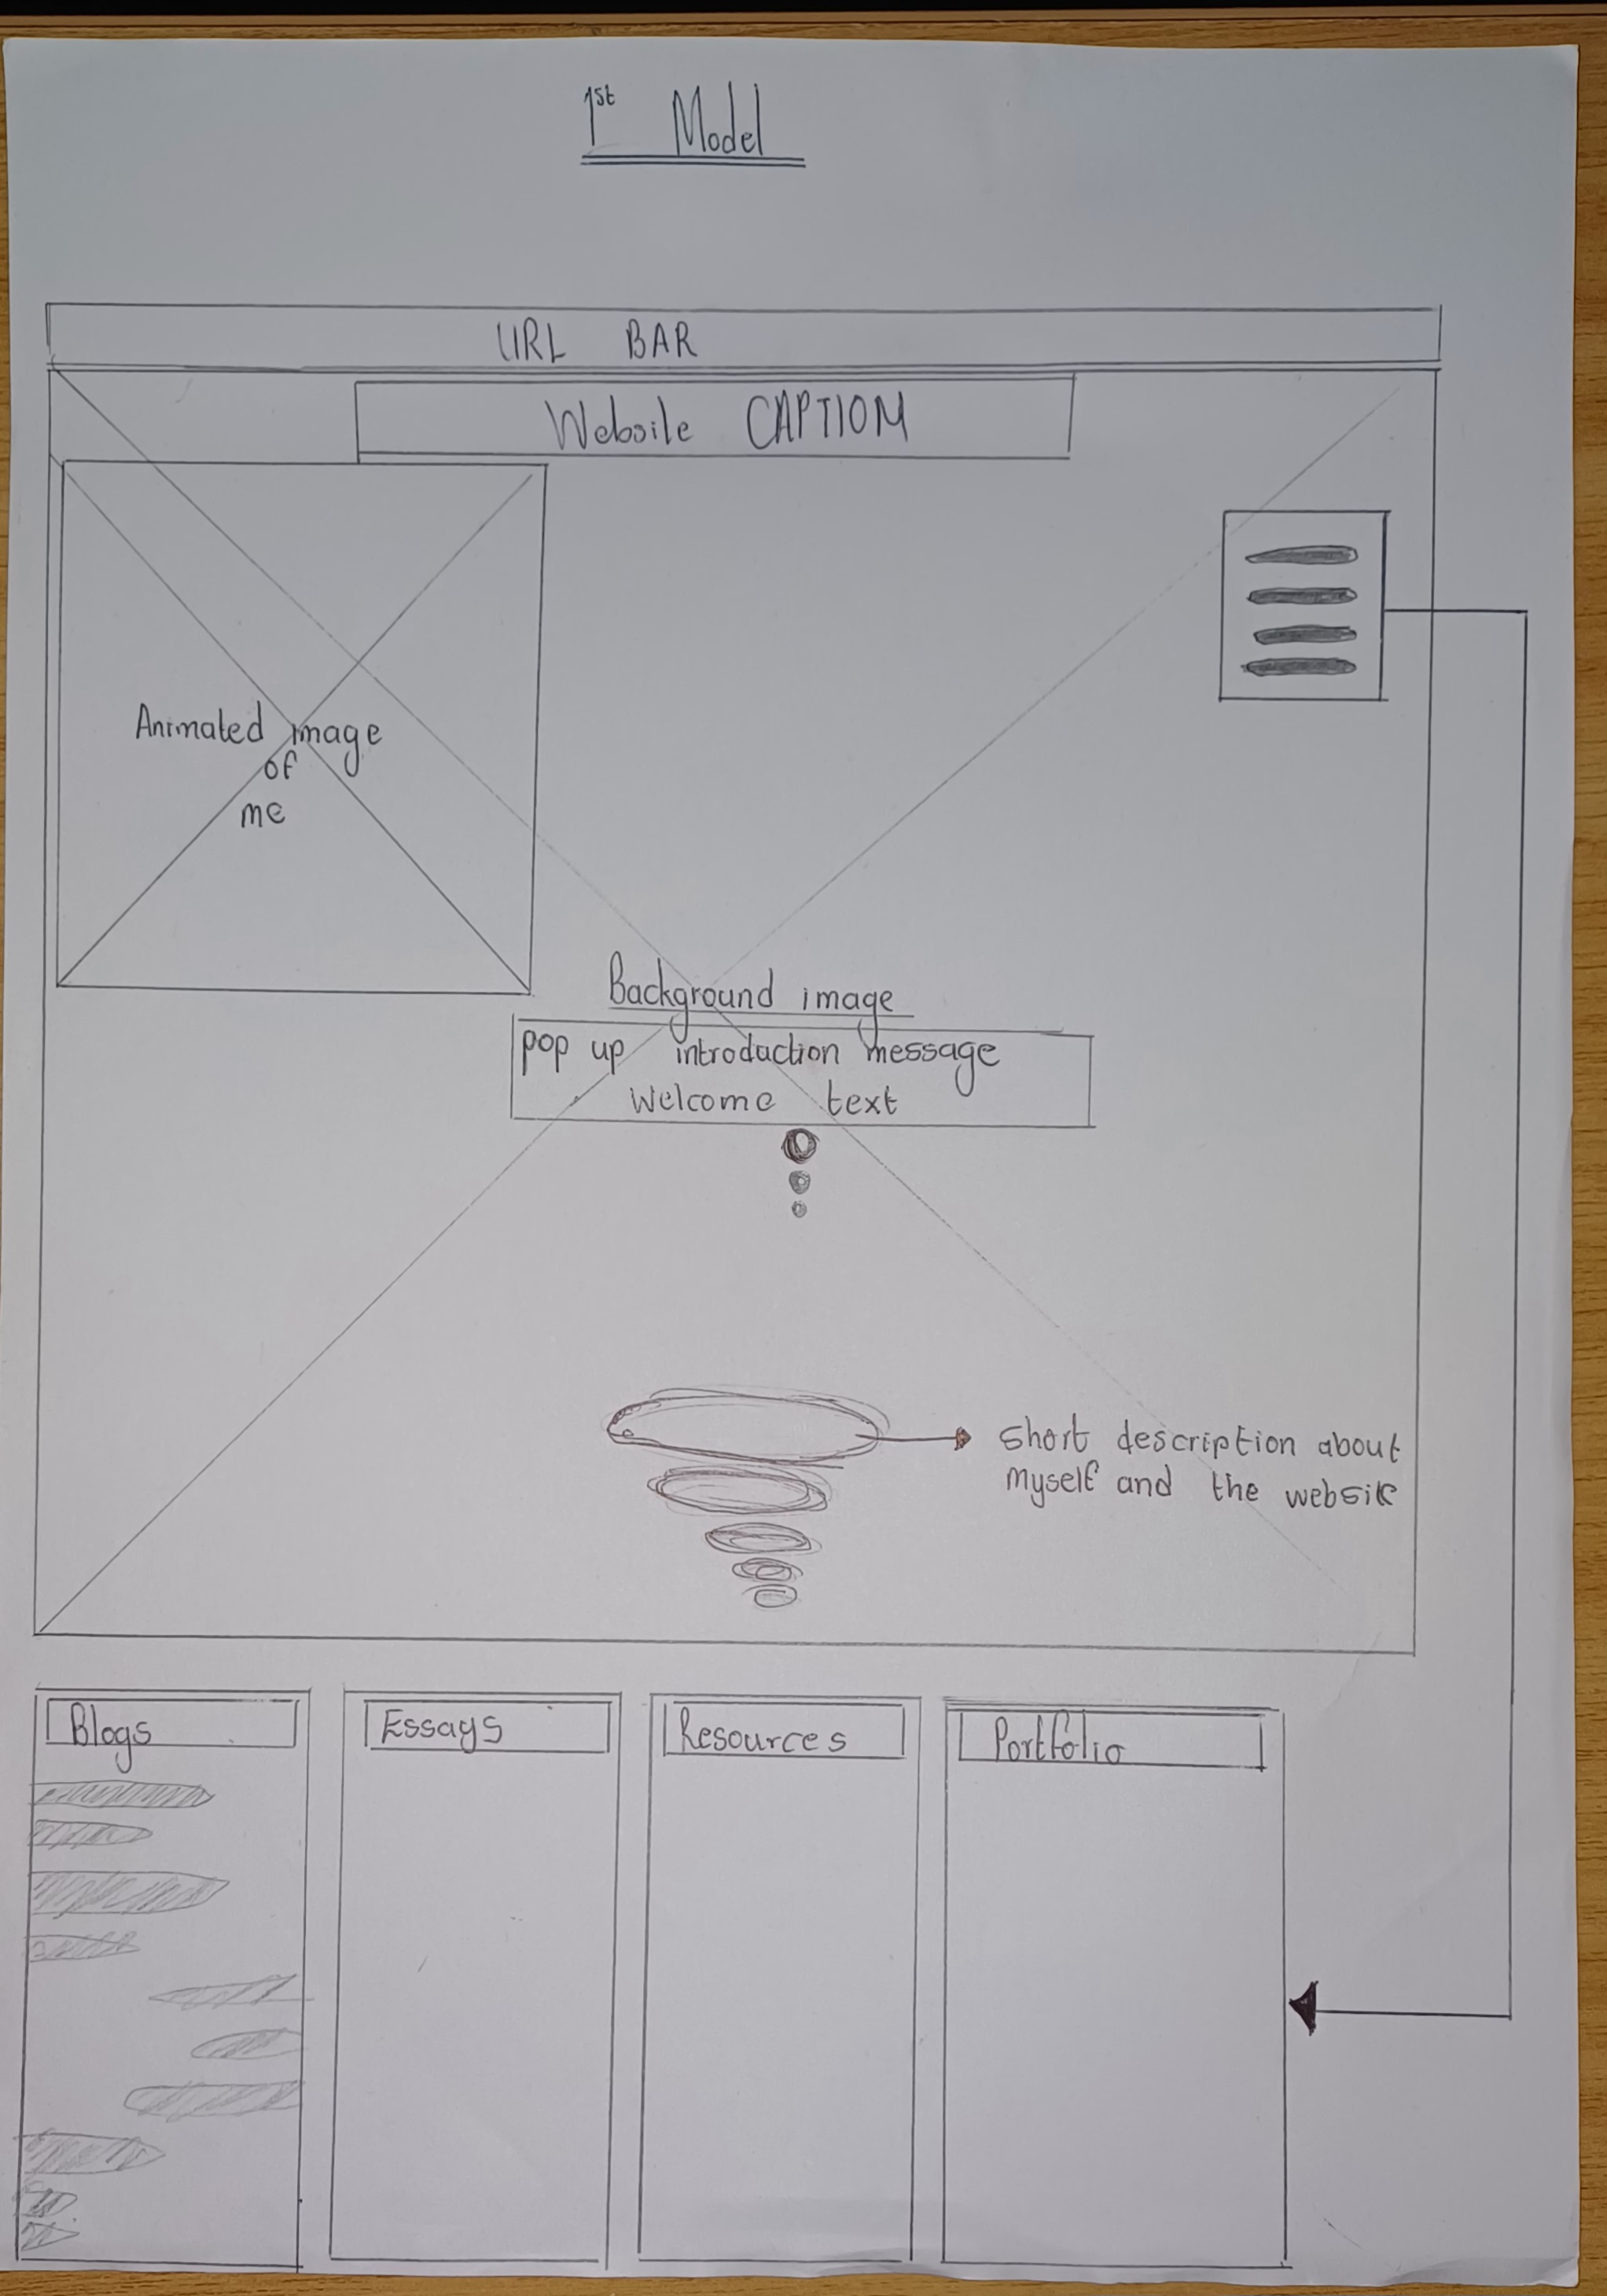 1st Model
URL BAR
Website CAPTIOM
Animated image
of
me
Background image
pop up introduction message
Welcome text
short description about
myself and the website
Blogs
Essays
Resources
Portfolio